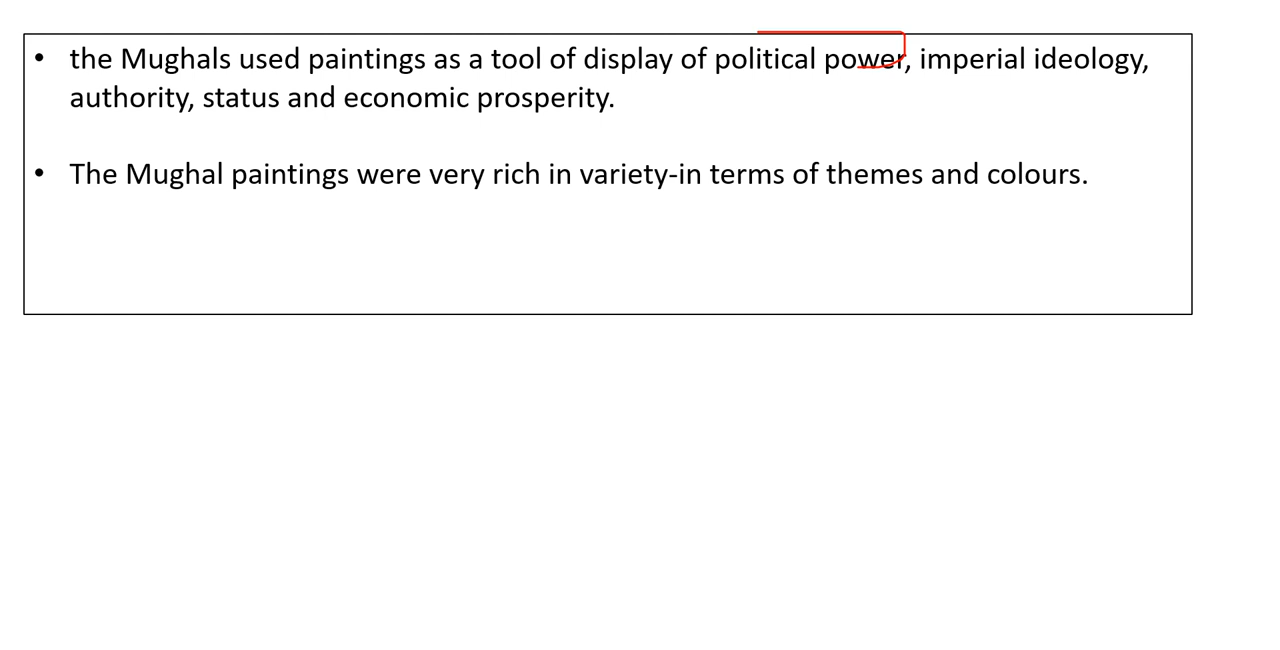 • the Mughals used paintings as a tool of display of political power, imperial ideology,
authority, status and economic prosperity.
• The Mughal paintings were very rich in variety-in terms of themes and colours.